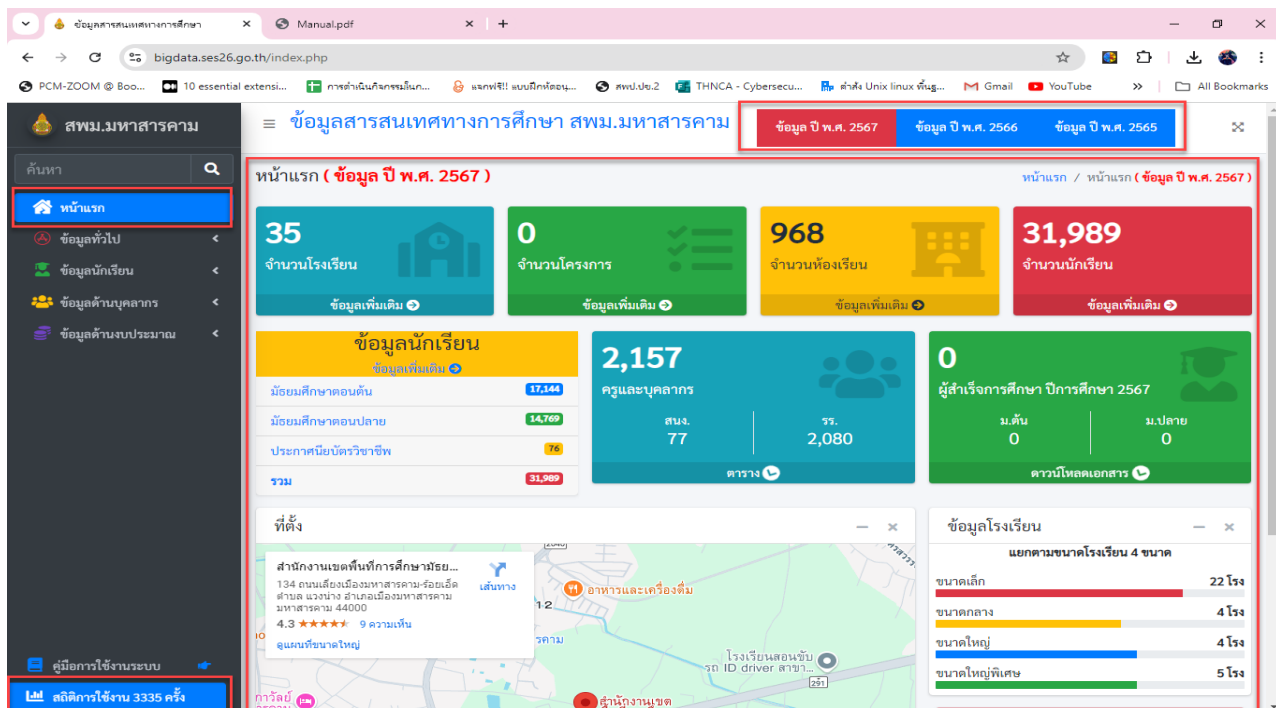 ข้อมูลสารสนเทศทางการศึกษา
Manual.pdf
bigdata.ses26.go.th/index.php
PCM-ZOOM @ Boo...
10 essential extensi...
การดำเนินกิจกรรมล็นก...
แจกฟรี!! แบบฝึกหัดอนุ...
สพป.ปข.2
THNCA - Cybersecu...
คำสั่ง Unix linux พื้นฐ...
Gmail
YouTube
All Bookmarks
สพม.มหาสารคาม
ข้อมูลสารสนเทศทางการศึกษา สพม.มหาสารคาม
ข้อมูล ปี พ.ศ. 2567
ข้อมูล ปี พ.ศ. 2566
ข้อมูล ปี พ.ศ. 2565
ค้นหา
หน้าแรก
ข้อมูลทั่วไป
ข้อมูลนักเรียน
ข้อมูลด้านบุคลากร
ข้อมูลด้านงบประมาณ
คู่มือการใช้งานระบบ
สถิติการใช้งาน 3335 ครั้ง
หน้าแรก ( ข้อมูล ปี พ.ศ. 2567 )
หน้าแรก / หน้าแรก ( ข้อมูล ปี พ.ศ. 2567 )
35
จำนวนโรงเรียน
ข้อมูลเพิ่มเติม
0
จำนวนโครงการ
ข้อมูลเพิ่มเติม
968
จำนวนห้องเรียน
ข้อมูลเพิ่มเติม
31,989
จำนวนนักเรียน
ข้อมูลเพิ่มเติม
ข้อมูลนักเรียน
ข้อมูลเพิ่มเติม
มัธยมศึกษาตอนต้น 17,144
มัธยมศึกษาตอนปลาย 14,769
ประกาศนียบัตรวิชาชีพ 76
รวม 31,989
2,157
ครูและบุคลากร
สนง. รร.
77 2,080
ตาราง
0
ผู้สำเร็จการศึกษา ปีการศึกษา 2567
ม.ต้น ม.ปลาย
0 0
ดาวน์โหลดเอกสาร
ที่ตั้ง
สำนักงานเขตพื้นที่การศึกษามัธย...
134 ถนนเลี่ยงเมืองมหาสารคาม-ร้อยเอ็ด
ตำบล แวงน่าง อำเภอเมืองมหาสารคาม
มหาสารคาม 44000
เส้นทาง
4.3 ★★★★★ 9 ความเห็น
ดูแผนที่ขนาดใหญ่
2040
อาหารและเครื่องดื่ม
โรงเรียนสอนขับ
รถ ID driver สาขา...
291
สำนักงานเขต
ข้อมูลโรงเรียน
แยกตามขนาดโรงเรียน 4 ขนาด
ขนาดเล็ก 22 โรง
ขนาดกลาง 4 โรง
ขนาดใหญ่ 4 โรง
ขนาดใหญ่พิเศษ 5 โรง